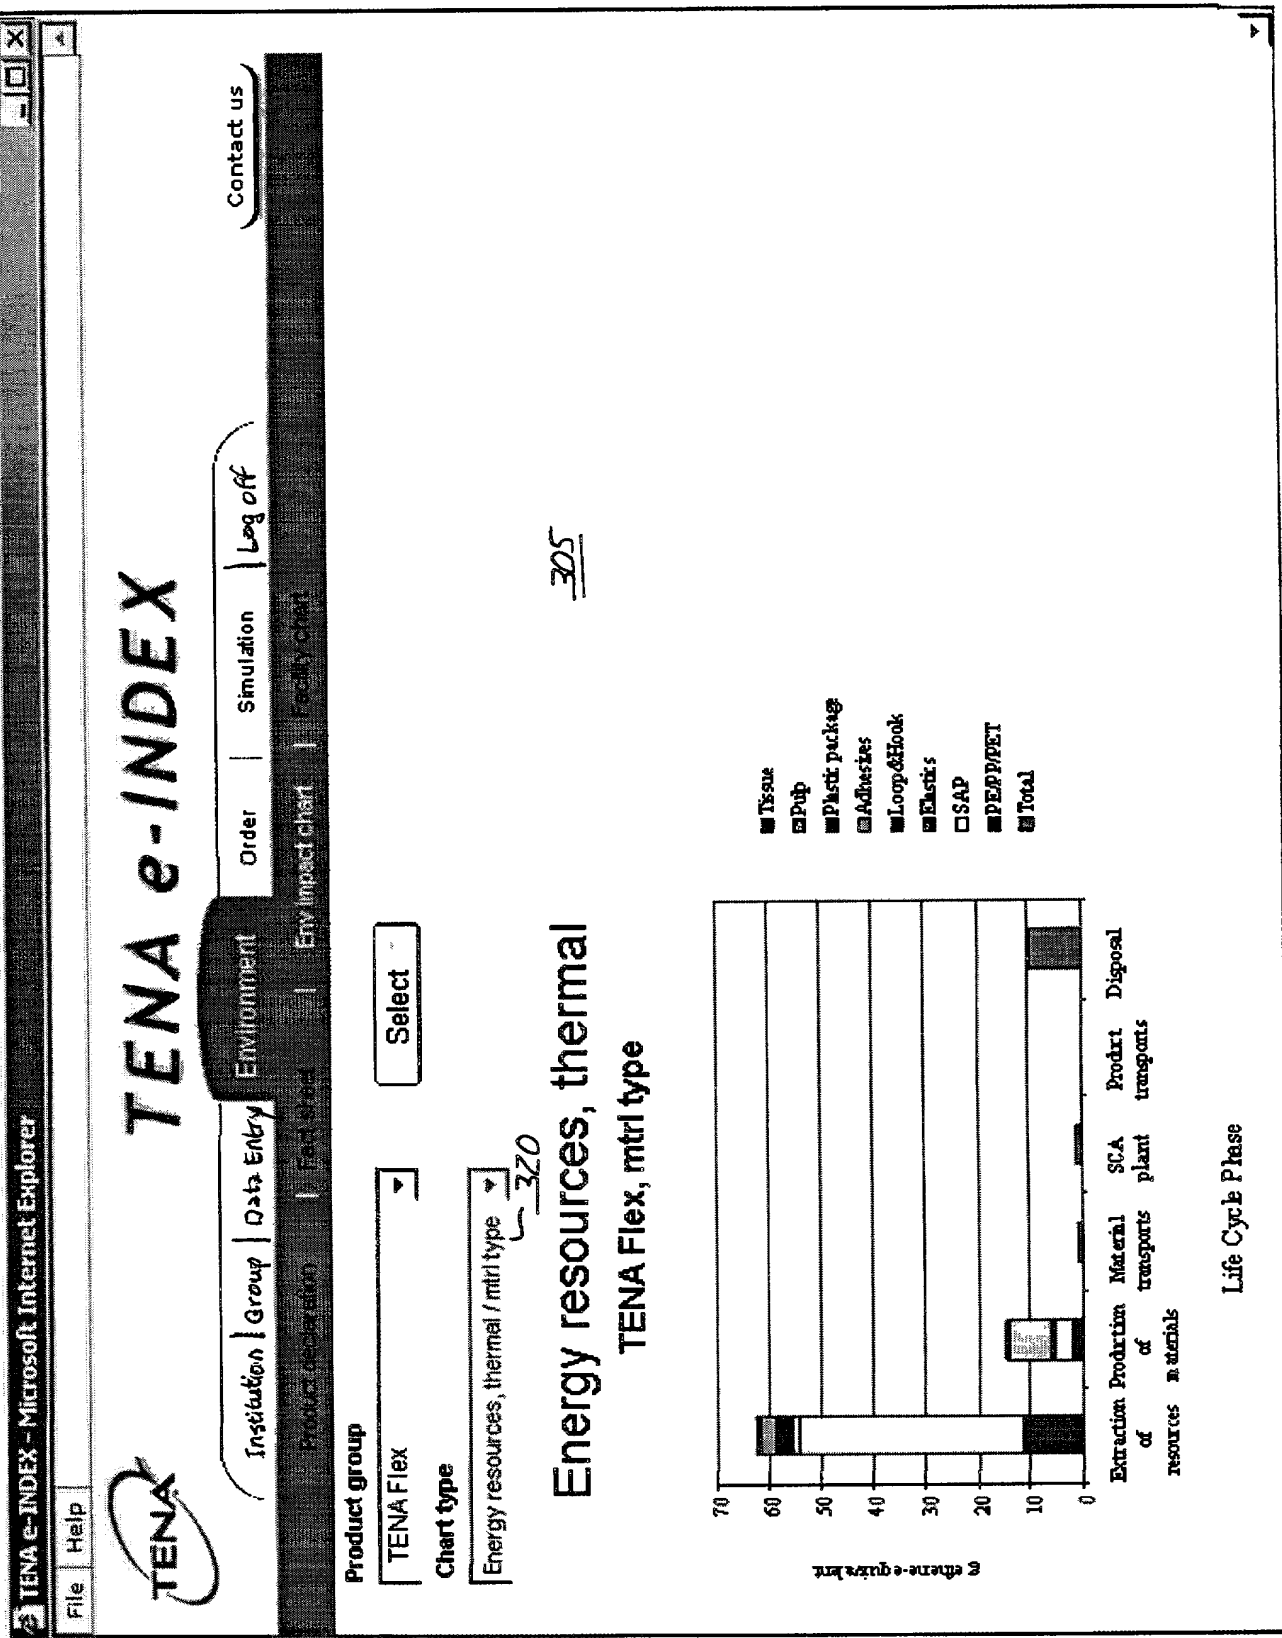 TENA e-INDEX - Microsoft Internet Explorer
File Help
TENA
TENA e-INDEX
Institution | Group | Data Entry Environment Order | Simulation | Log off
Contact us
Product declaration | Fact sheet | Env impact chart | Facility chart
Product group
TENA Flex
Select
Chart type
Energy resources, thermal / mtrl type
320
Energy resources, thermal
305
TENA Flex, mtrl type
70
60
50
40
30
20
10
0
g ethene-equivalent
Tissue
Pulp
Plastic package
Adhesives
Loop&Hook
Elastics
SAP
PE/PP/PET
Total
Extraction of resources
Production of materials
Material transports
SCA plant
Product transports
Disposal
Life Cycle Phase